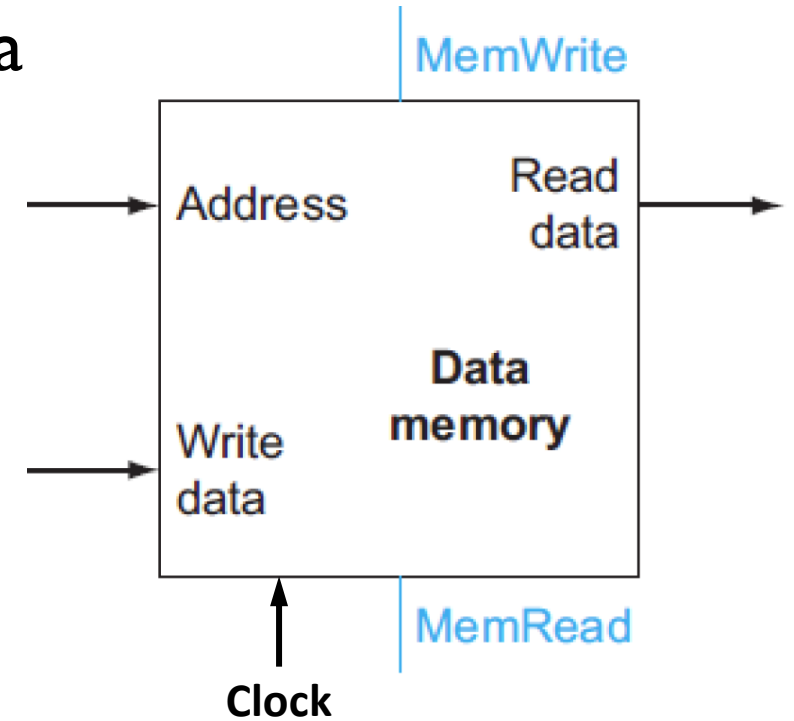 a
MemWrite
Address
Read
data
Data
memory
Write
data
MemRead
Clock